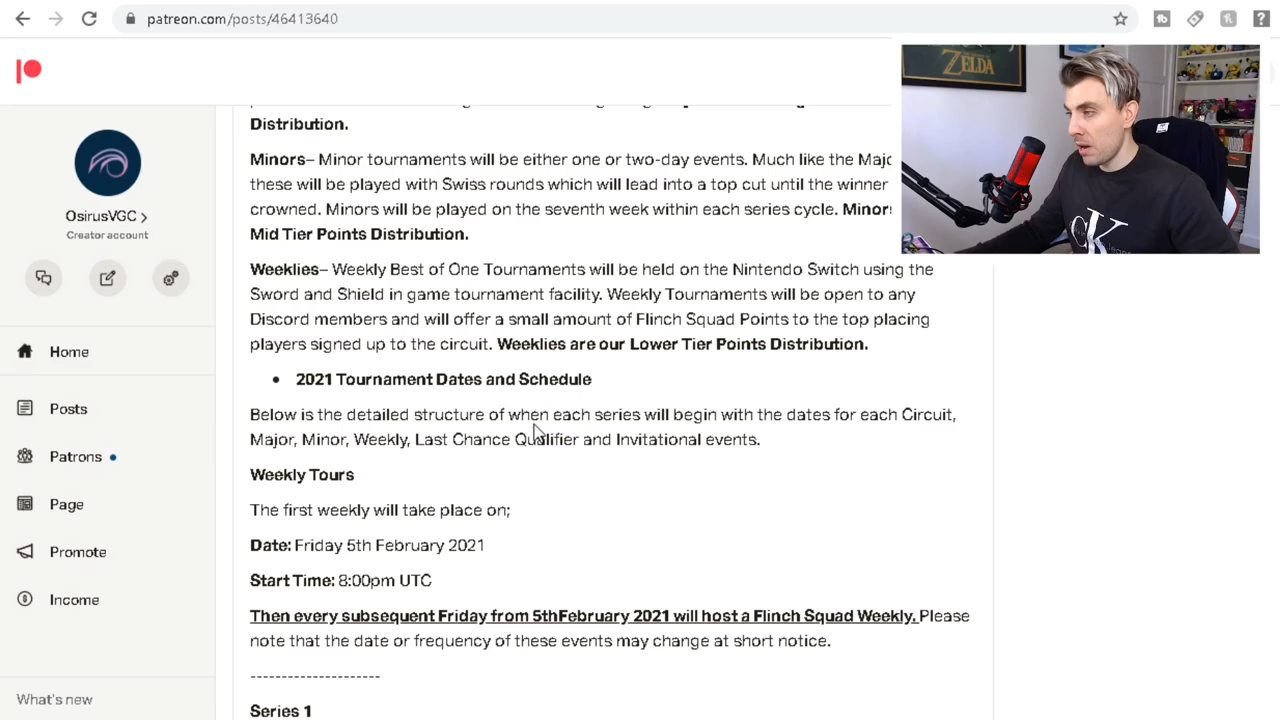 patreon.com/posts/46413640
ZELDA
Distribution.
Minors– Minor tournaments will be either one or two-day events. Much like the
these will be played with Swiss rounds which will lead into a top cut until the winner
crowned. Minors will be played on the seventh week within each series cycle.
Mid Tier Points Distribution.
OsirusVGC
Creator account
Weeklies– Weekly Best of One Tournaments will be held on the Nintendo Switch using the
Sword and Shield in game tournament facility. Weekly Tournaments will be open to any
Discord members and will offer a small amount of Flinch Squad Points to the top placing
players signed up to the circuit. Weeklies are our Lower Tier Points Distribution.
• 2021 Tournament Dates and Schedule
Below is the detailed structure of when each series will begin with the dates for each Circuit,
Major, Minor, Weekly, Last Chance Qualifier and Invitational events.
Weekly Tours
The first weekly will take place on;
Date: Friday 5th February 2021
Start Time: 8:00pm UTC
Then every subsequent Friday from 5thFebruary 2021 will host a Flinch Squad Weekly. Please
note that the date or frequency of these events may change at short notice.
---------------------
Series 1
Home
Posts
Patrons
Page
Promote
Income
What's new
CK